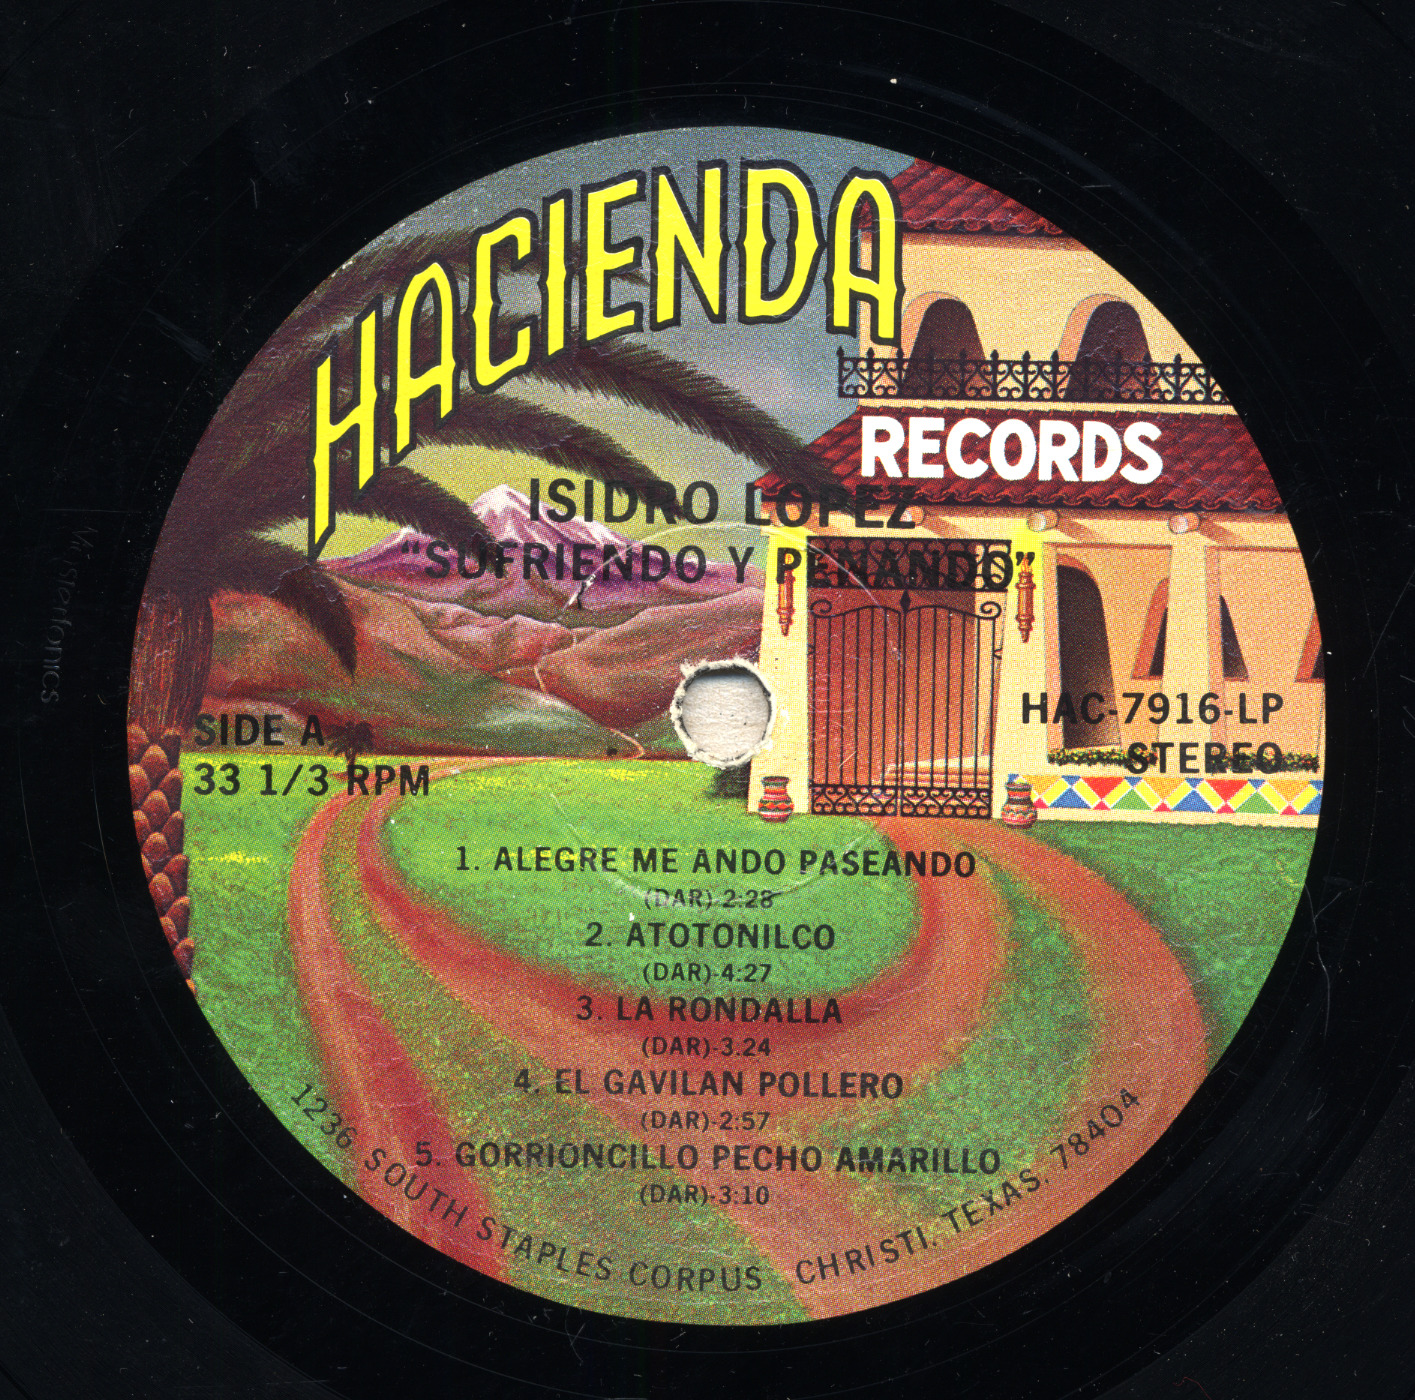 HACIENDA
RECORDS
ISIDRO LOPEZ
"SUFRIENDO Y PENANDO"
SIDE A
33 1/3 RPM
HAC-7916-LP
STEREO
1. ALEGRE ME ANDO PASEANDO
(DAR) 2:28
2. ATOTONILCO
(DAR)-4:27
3. LA RONDALLA
(DAR)-3.24
4. EL GAVILAN POLLERO
(DAR)-2:57
5. GORRIONCILLO PECHO AMARILLO
(DAR)-3:10
1236 SOUTH STAPLES CORPUS CHRISTI, TEXAS. 78404